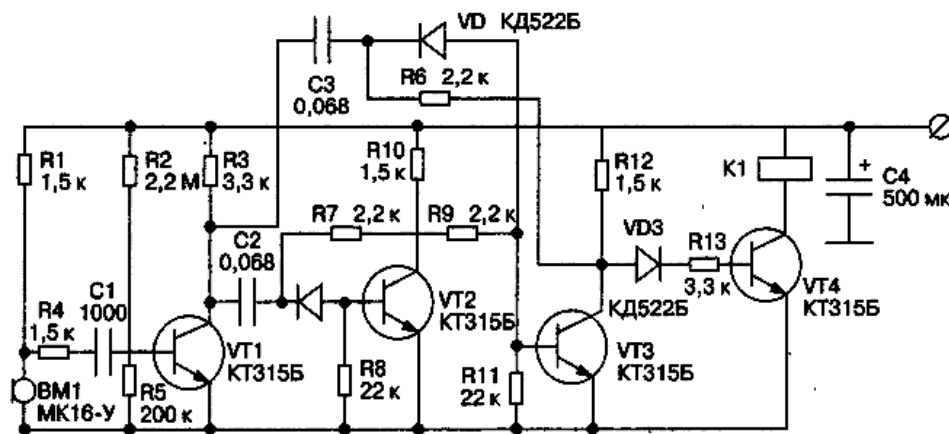 VD КД522Б
C3
0,068
R6 2,2 к
R1
1,5 к
R2
2,2 М
R3
3,3 к
R10
1,5 к
R12
1,5 к
K1
+
C4
500 мк
R7 2,2 к
R9 2,2 к
C2
0,068
VD3
R13
3,3 к
C1
1000
R4
1,5 к
VT1
КТ315Б
VT2
КТ315Б
КД522Б
VT3
КТ315Б
VT4
КТ315Б
BM1
МК16-У
R5
200 к
R8
22 к
R11
22 к